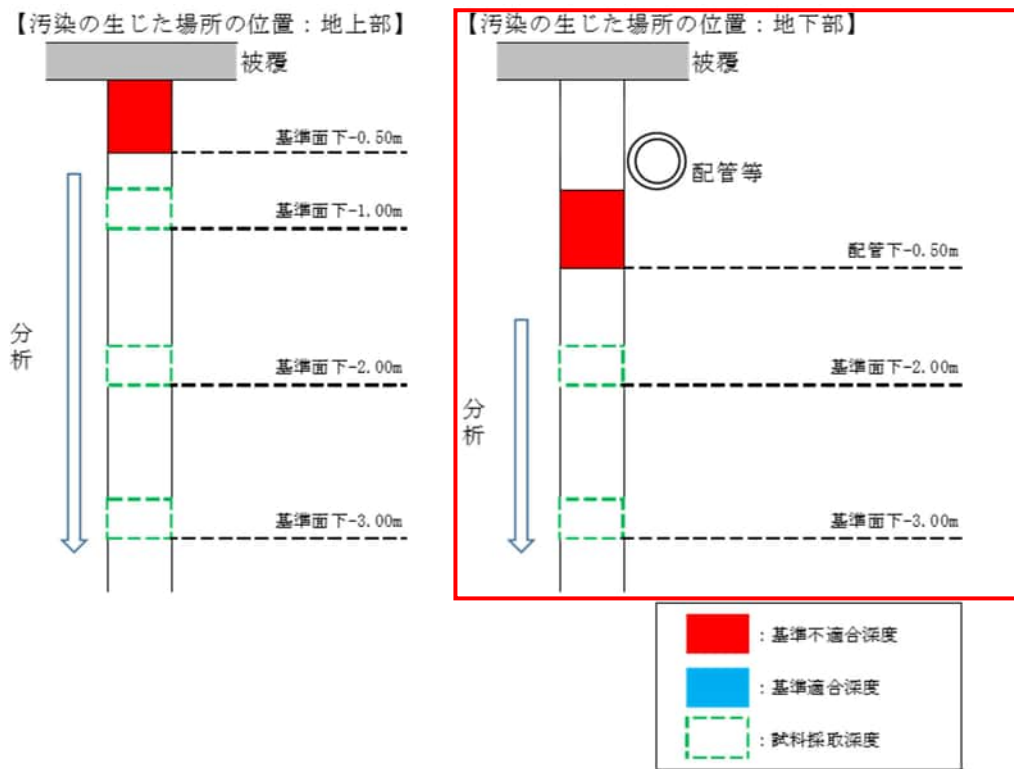 【汚染の生じた場所の位置：地上部】
被覆
基準面下-0.50m
基準面下-1.00m
分析
基準面下-2.00m
基準面下-3.00m
【汚染の生じた場所の位置：地下部】
被覆
配管等
配管下-0.50m
基準面下-2.00m
分析
基準面下-3.00m
：基準不適合深度
：基準適合深度
：試料採取深度